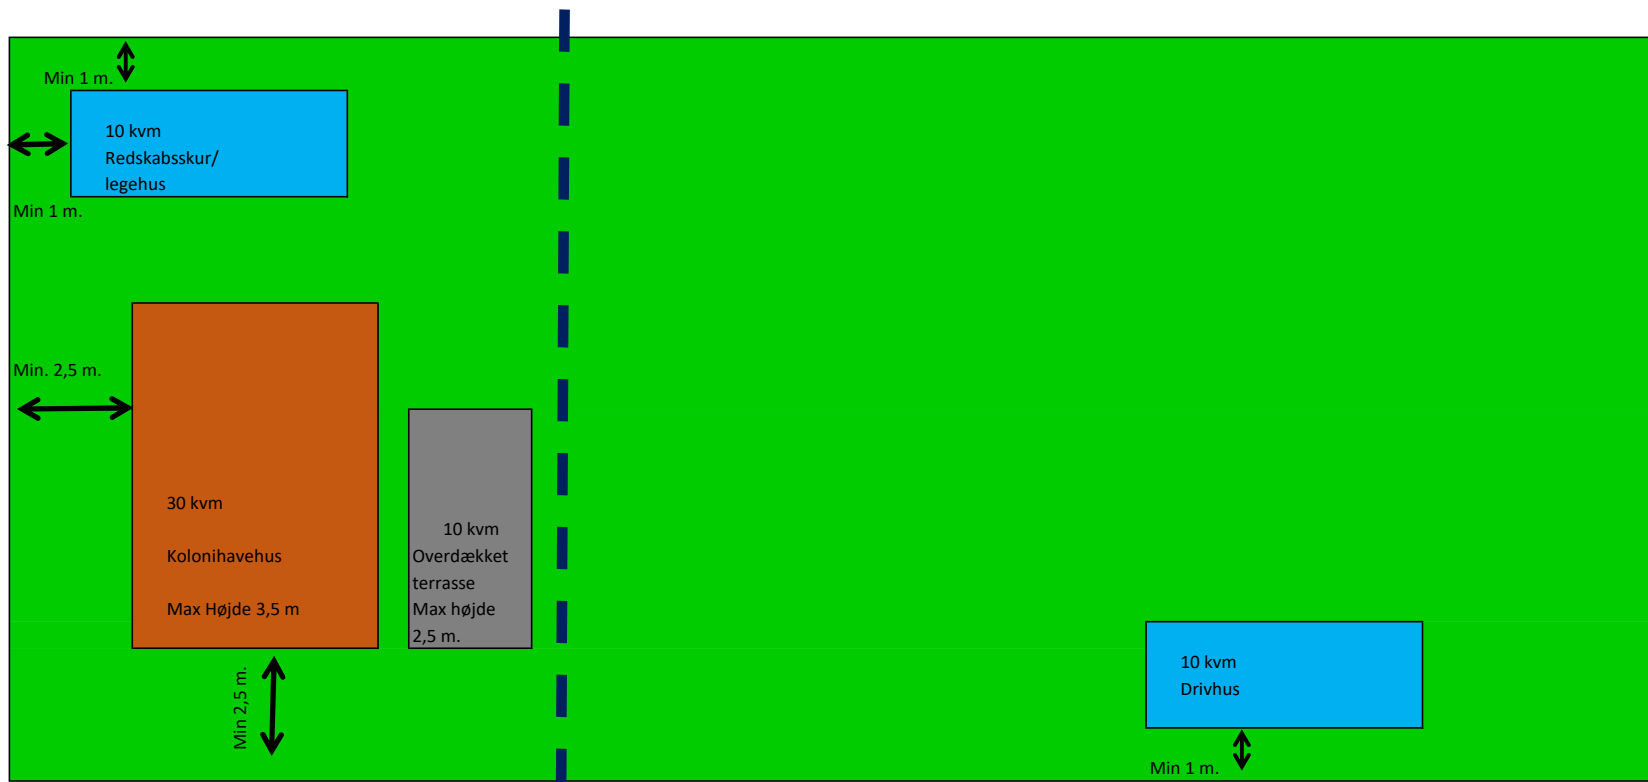 Min 1 m.
10 kvm
Redskabsskur/
legehus
Min 1 m.
Min. 2,5 m.
30 kvm
Kolonihavehus
Max Højde 3,5 m
10 kvm
Overdækket
terrasse
Max højde
2,5 m.
Min 2,5 m.
10 kvm
Drivhus
Min 1 m.